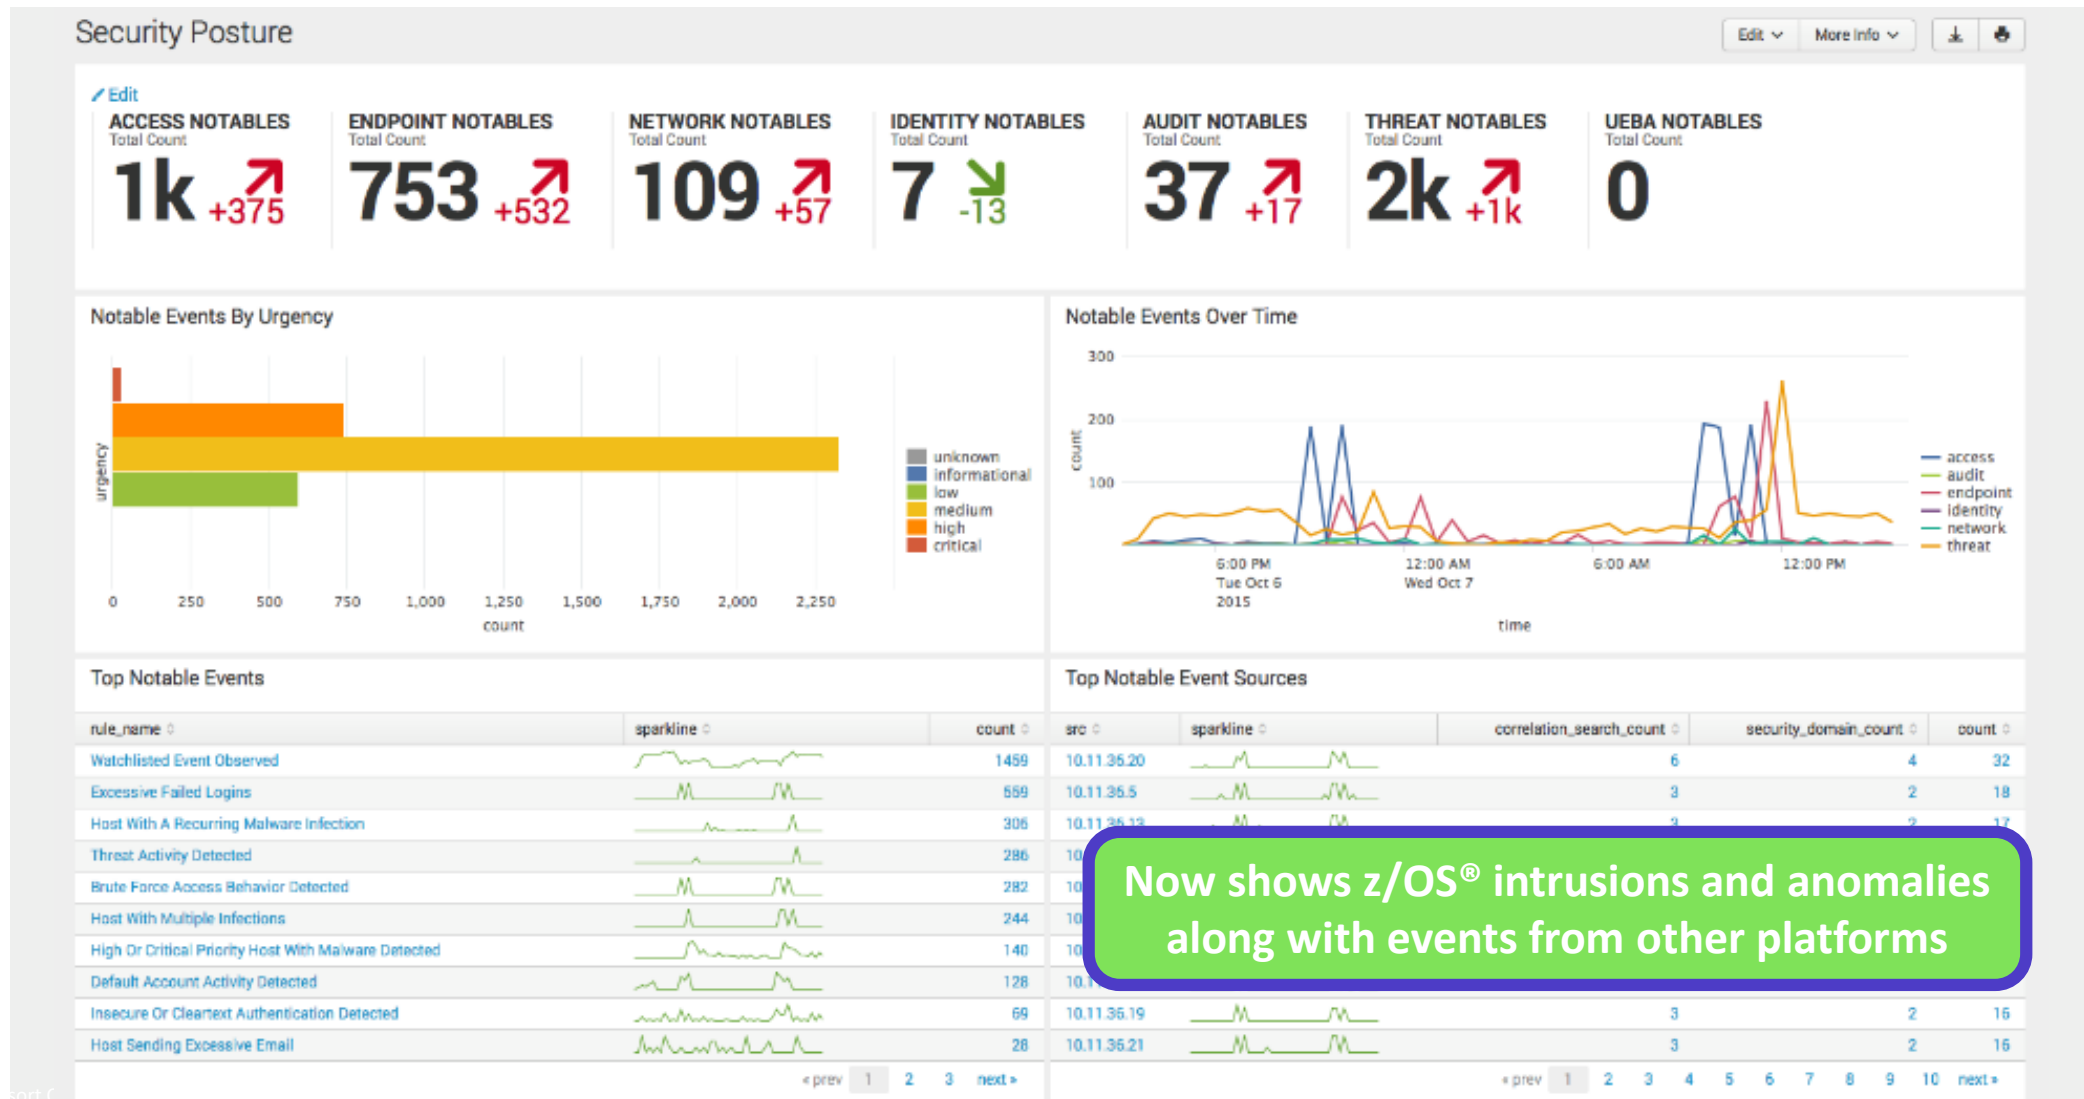 Security Posture
Edit
More Info
Edit
ACCESS NOTABLES
Total Count
1k +375
ENDPOINT NOTABLES
Total Count
753 +532
NETWORK NOTABLES
Total Count
109 +57
IDENTITY NOTABLES
Total Count
7 -13
AUDIT NOTABLES
Total Count
37 +17
THREAT NOTABLES
Total Count
2k +1k
UEBA NOTABLES
Total Count
0
Notable Events By Urgency
urgency
0 250 500 750 1,000 1,250 1,500 1,750 2,000 2,250
count
unknown
informational
low
medium
high
critical
Notable Events Over Time
300
200
100
count
6:00 PM
Tue Oct 6
2015
12:00 AM
Wed Oct 7
6:00 AM
12:00 PM
time
access
audit
endpoint
identity
network
threat
Top Notable Events
rule_name sparkline count
Watchlisted Event Observed 1459
Excessive Failed Logins 559
Host With A Recurring Malware Infection 306
Threat Activity Detected 286
Brute Force Access Behavior Detected 282
Host With Multiple Infections 244
High Or Critical Priority Host With Malware Detected 140
Default Account Activity Detected 128
Insecure Or Cleartext Authentication Detected 69
Host Sending Excessive Email 28
« prev 1 2 3 next »
Top Notable Event Sources
src sparkline correlation_search_count security_domain_count count
10.11.36.20 6 4 32
10.11.36.5 3 2 18
10.11.36.13 3 2 17
Now shows z/OS® intrusions and anomalies
along with events from other platforms
10.11.36.19 3 2 16
10.11.36.21 3 2 16
« prev 1 2 3 4 5 6 7 8 9 10 next »